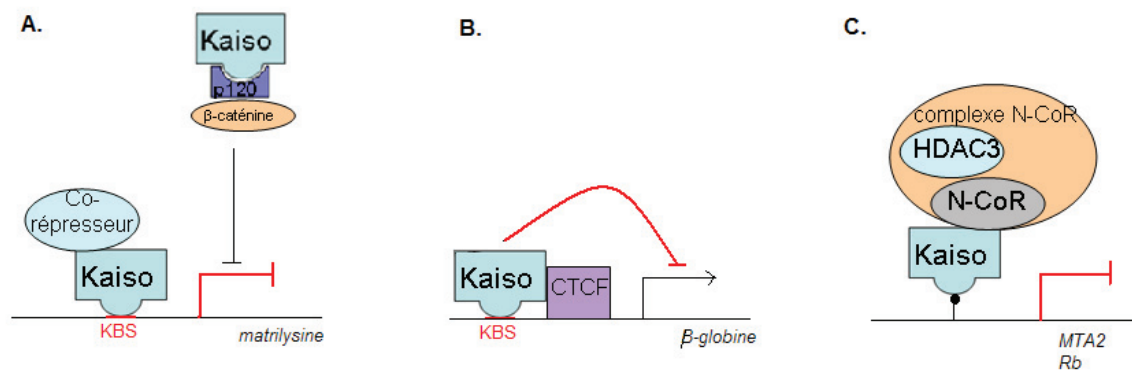 A.
Kaiso
p120
β-caténine
Co-
répresseur
Kaiso
KBS
matrilysine
B.
Kaiso
CTCF
KBS
β-globine
C.
complexe N-CoR
HDAC3
N-CoR
Kaiso
MTA2
Rb